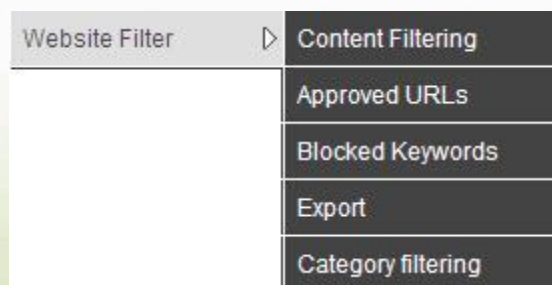 Website Filter
Content Filtering
Approved URLs
Blocked Keywords
Export
Category filtering